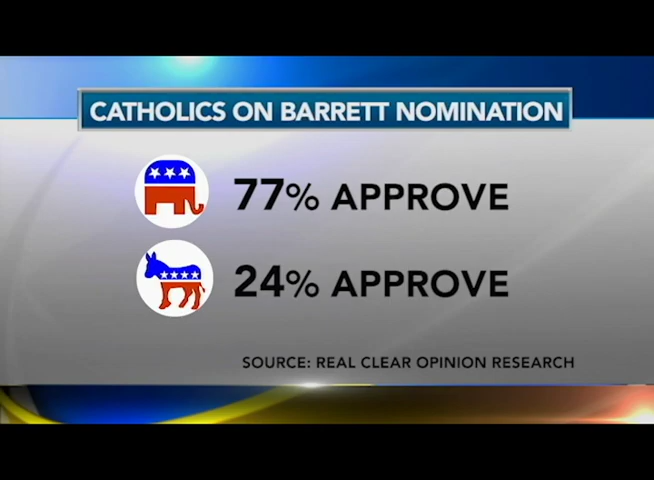 CATHOLICS ON BARRETT NOMINATION
77% APPROVE
24% APPROVE
SOURCE: REAL CLEAR OPINION RESEARCH